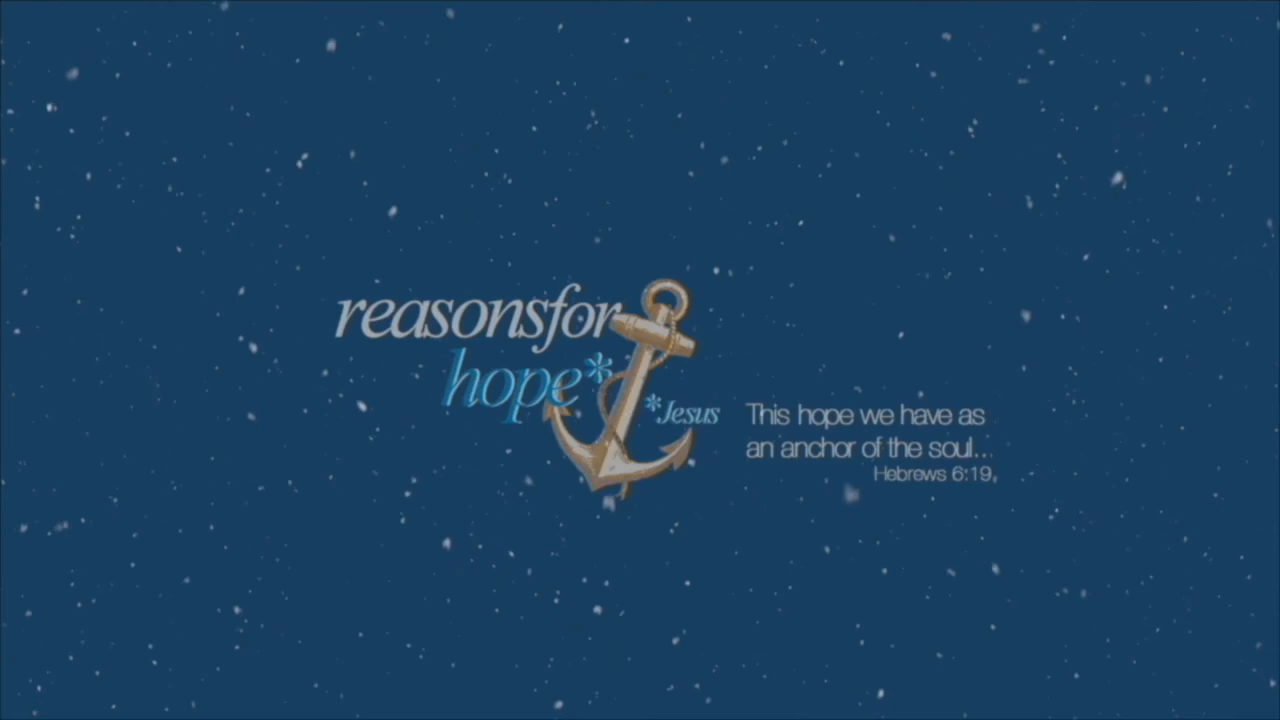 reasonsfor
hope*
*Jesus
This hope we have as
an anchor of the soul...
Hebrews 6:19